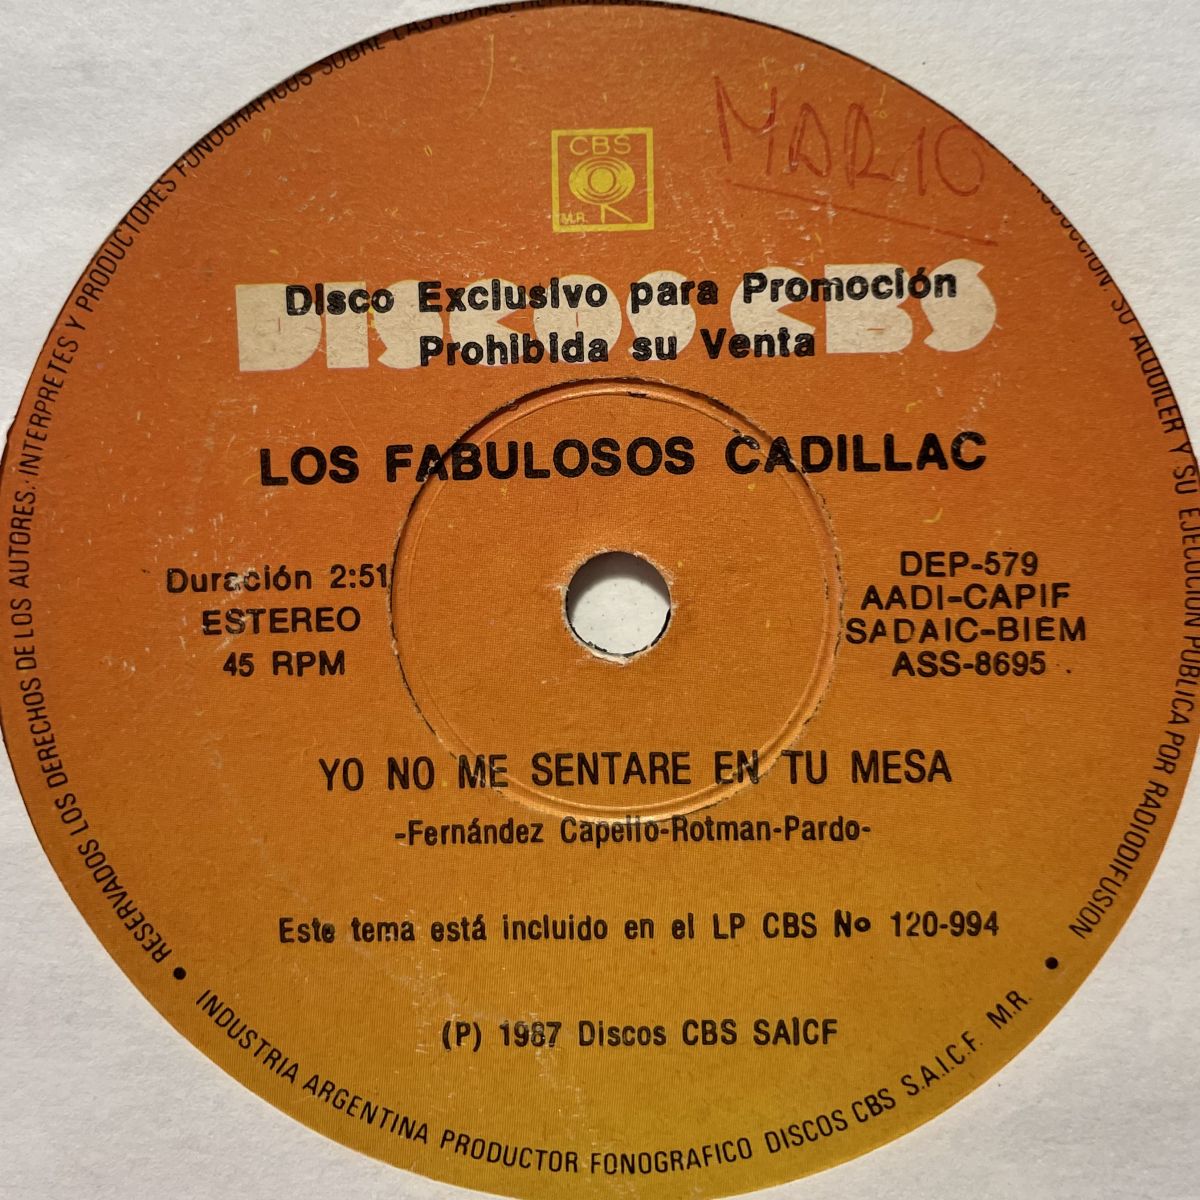 MARIO
CBS
M.R.
DISCOS CBS
Disco Exclusivo para Promoción
Prohibida su Venta
LOS FABULOSOS CADILLAC
Duración 2:51
ESTEREO
45 RPM
DEP-579
AADI-CAPIF
SADAIC-BIEM
ASS-8695
YO NO ME SENTARE EN TU MESA
-Fernández Capello-Rotman-Pardo-
Este tema está incluido en el LP CBS No 120-994
(P) 1987 Discos CBS SAICF
RESERVADOS LOS DERECHOS DE LOS AUTORES: INTERPRETES Y PRODUCTORES FONOGRAFICOS SOBRE LAS OBRAS SU ALQUILER Y SU EJECUCION PUBLICA POR RADIODIFUSION
INDUSTRIA ARGENTINA PRODUCTOR FONOGRAFICO DISCOS CBS S.A.I.C.F. M.R.